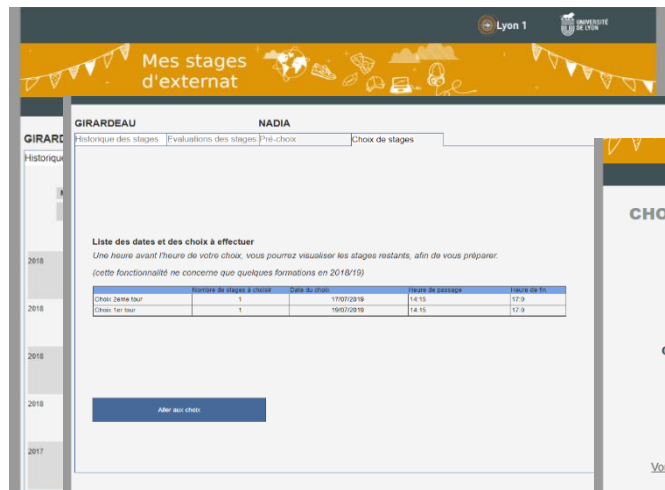 Lyon 1
UNIVERSITÉ
DE LYON
Mes stages
d'externat
GIRARDEAU NADIA
Historique des stages Evaluations des stages Pré-choix Choix de stages
GIRARD
Historiqu
CHO
Liste des dates et des choix à effectuer
Une heure avant l'heure de votre choix, vous pourrez visualiser les stages restants, afin de vous préparer.
(cette fonctionnalité ne concerne que quelques formations en 2018/19)
Nombre de stages à choisir Date du choix Heure de passage Heure de fin
Choix 2eme tour 1 17/07/2019 14:15 17:0
Choix 1er tour 1 19/07/2019 14:15 17:0
Aller aux choix
2018
2018
2018
2018
2017
Vo